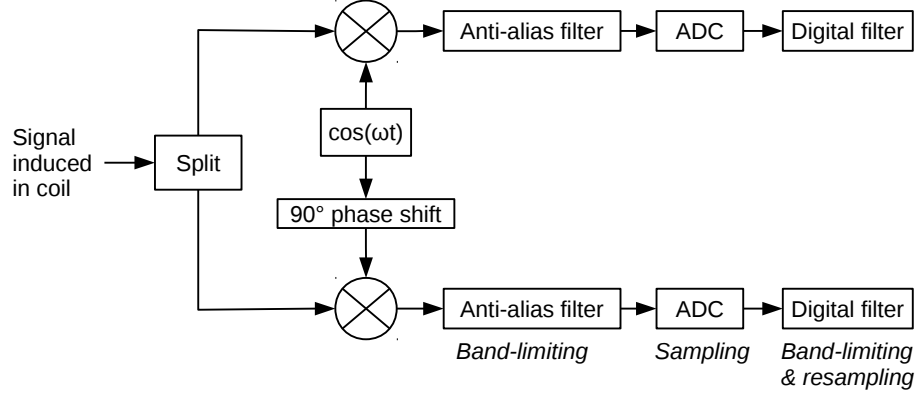 Anti-alias filter
ADC
Digital filter
cos(ωt)
Signal
induced
in coil
Split
90° phase shift
Anti-alias filter
ADC
Digital filter
Band-limiting
Sampling
Band-limiting
& resampling